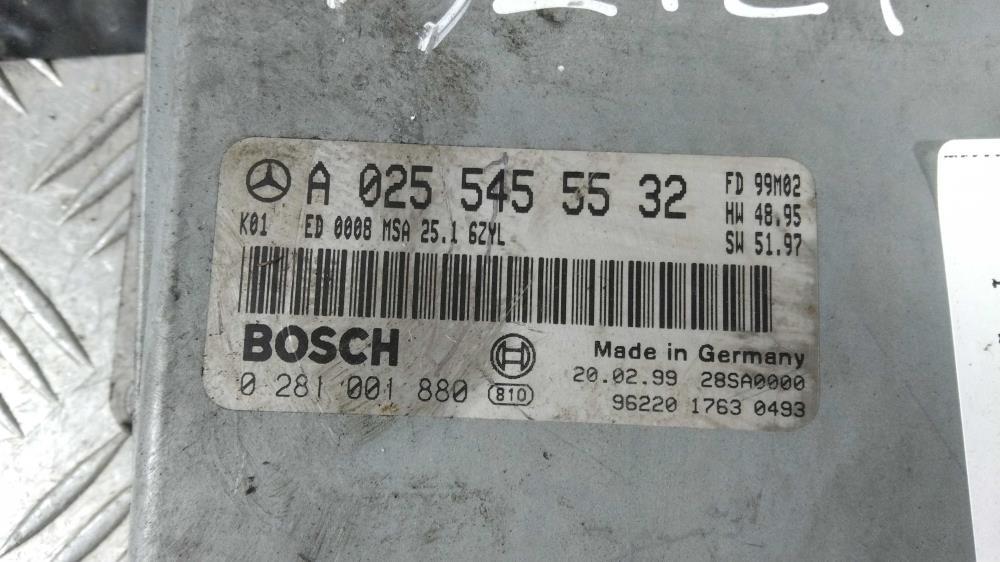 A 025 545 55 32
FD 99M02
HW 48.95
SW 51.97
K01 ED 0008 MSA 25.1 6ZYL
BOSCH
Made in Germany
0 281 001 880 810
20.02.99 28SA0000
96220 1763 0493